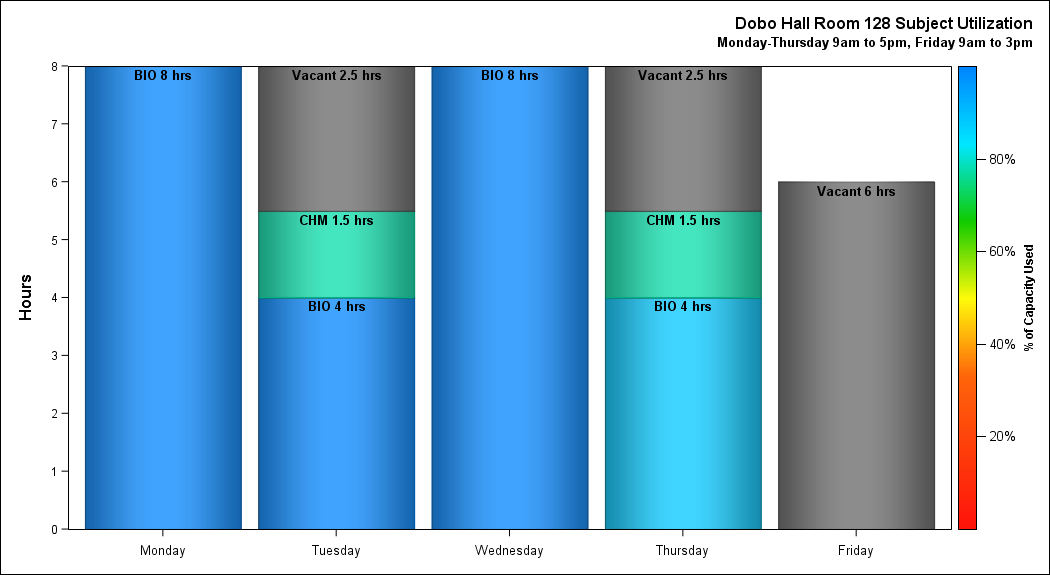 Dobo Hall Room 128 Subject Utilization
Monday-Thursday 9am to 5pm, Friday 9am to 3pm
Hours
8
7
6
5
4
3
2
1
0
BIO 8 hrs
Vacant 2.5 hrs
CHM 1.5 hrs
BIO 4 hrs
BIO 8 hrs
Vacant 2.5 hrs
CHM 1.5 hrs
BIO 4 hrs
Vacant 6 hrs
Monday
Tuesday
Wednesday
Thursday
Friday
80%
60%
40%
20%
% of Capacity Used